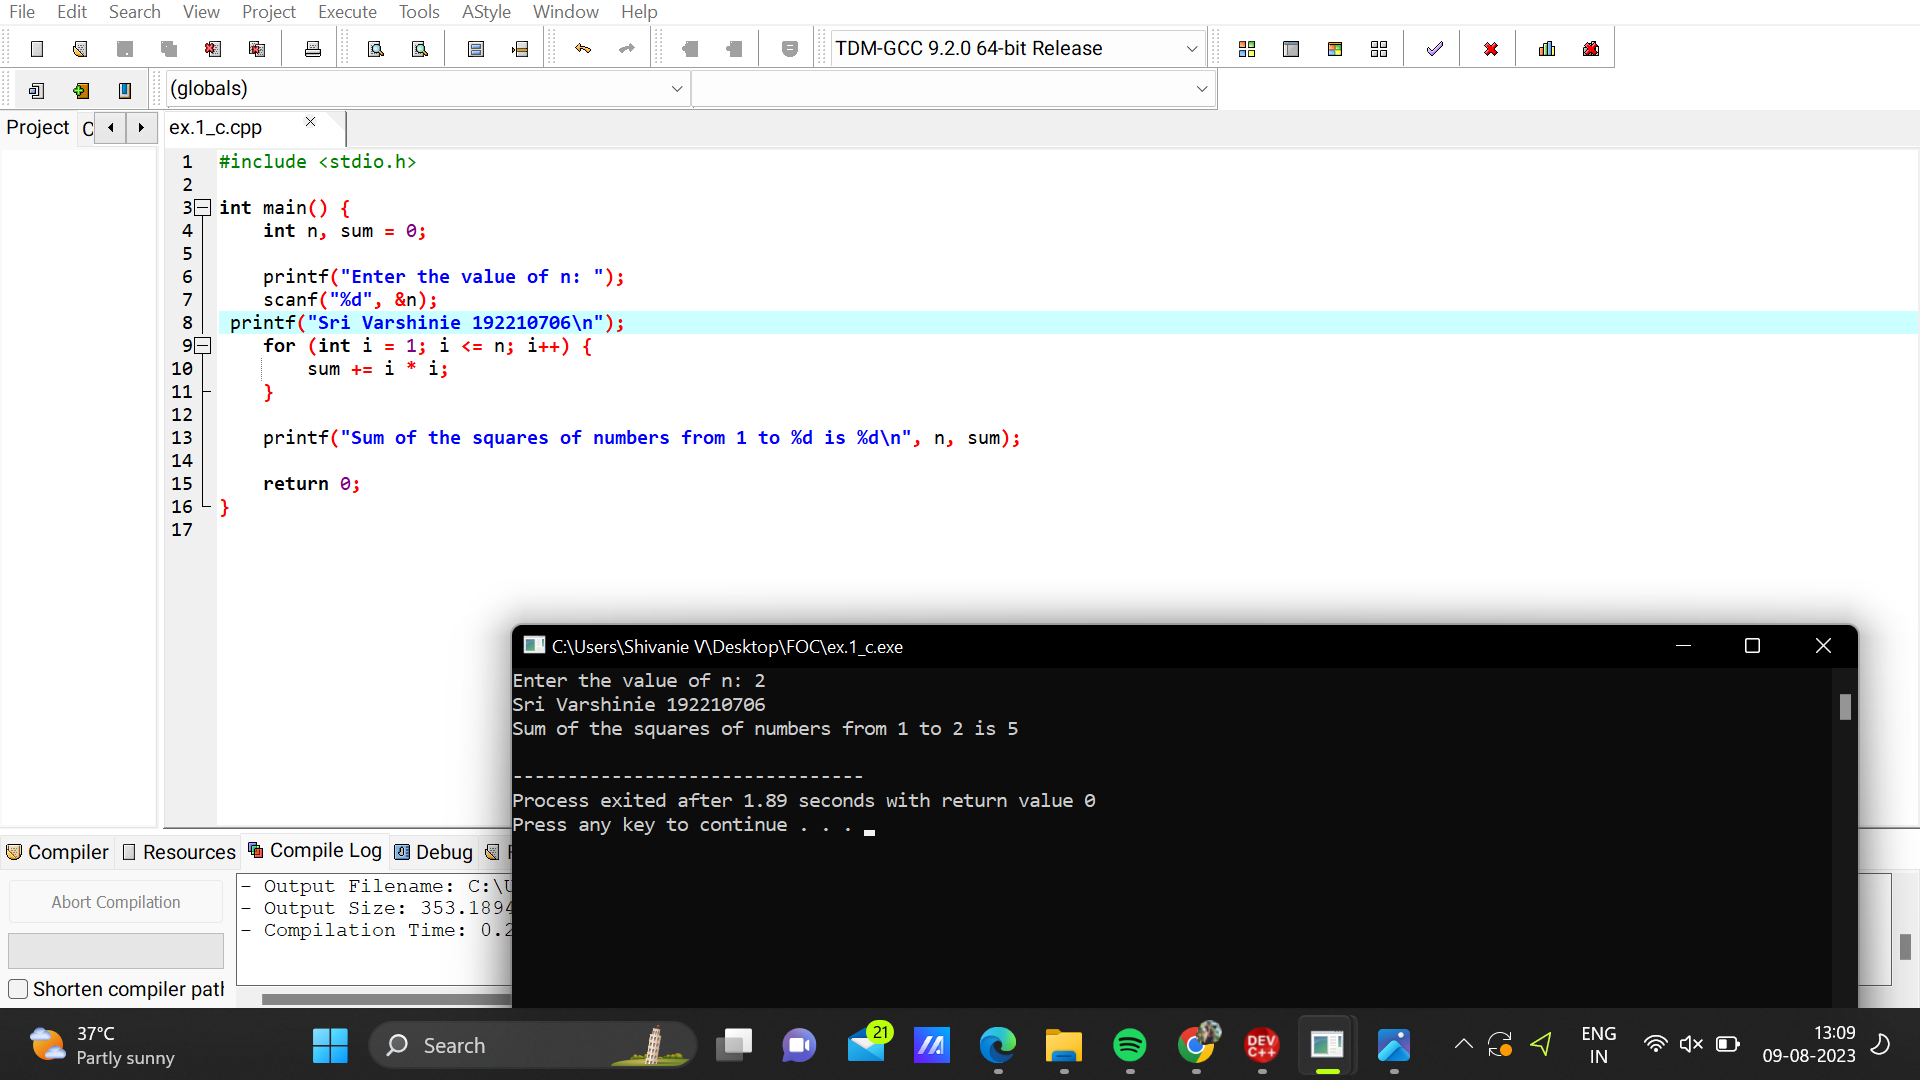 File Edit Search View Project Execute Tools AStyle Window Help
TDM-GCC 9.2.0 64-bit Release
(globals)
Project C ex.1_c.cpp
1 #include <stdio.h>
2
3 int main() {
4 int n, sum = 0;
5
6 printf("Enter the value of n: ");
7 scanf("%d", &n);
8 printf("Sri Varshinie 192210706\n");
9 for (int i = 1; i <= n; i++) {
10 sum += i * i;
11 }
12
13 printf("Sum of the squares of numbers from 1 to %d is %d\n", n, sum);
14
15 return 0;
16 }
17
C:\Users\Shivanie V\Desktop\FOC\ex.1_c.exe
Enter the value of n: 2
Sri Varshinie 192210706
Sum of the squares of numbers from 1 to 2 is 5
--------------------------------
Process exited after 1.89 seconds with return value 0
Press any key to continue . . .
Compiler Resources Compile Log Debug
Abort Compilation
Shorten compiler path
- Output Filename: C:\U
- Output Size: 353.1894
- Compilation Time: 0.2
37°C
Partly sunny
Search
21
DEV
C++
ENG
IN
13:09
09-08-2023